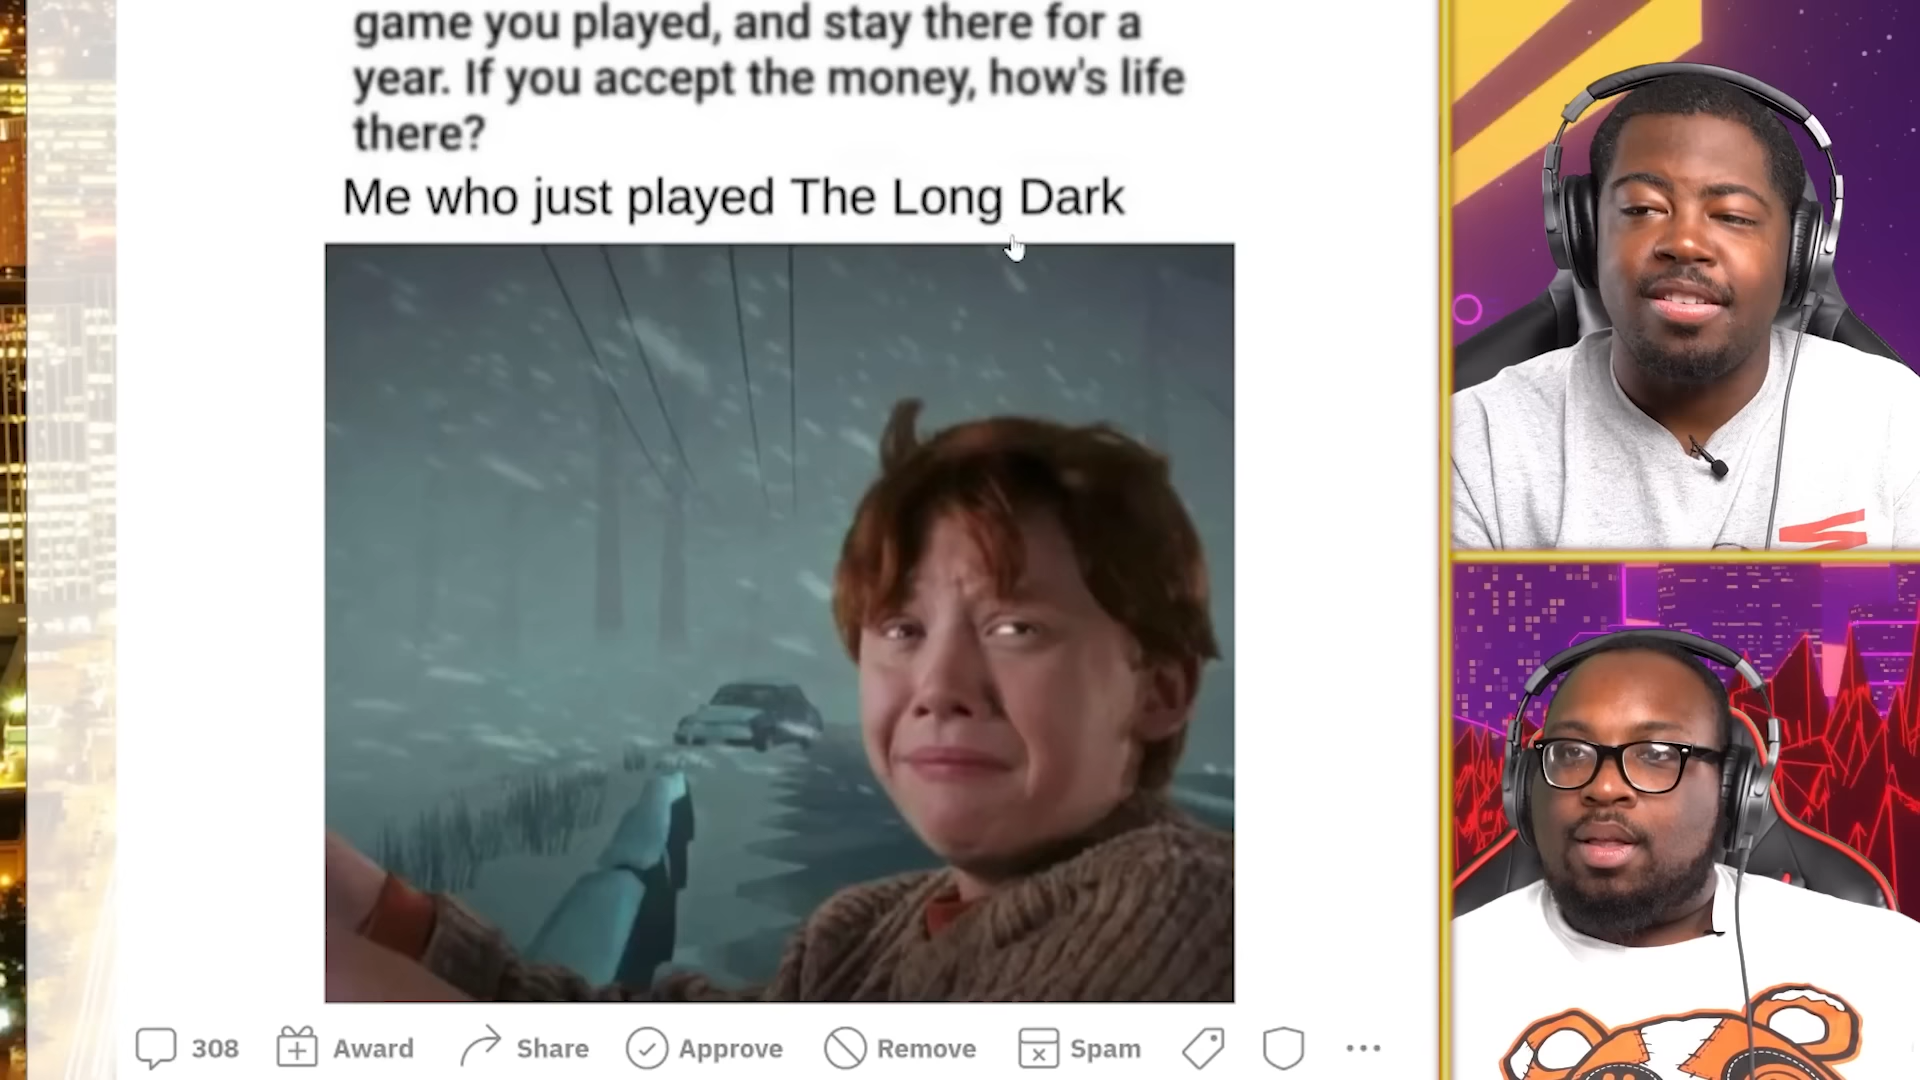 game you played, and stay there for a
year. If you accept the money, how's life
there?
Me who just played The Long Dark
308 Award Share Approve Remove Spam